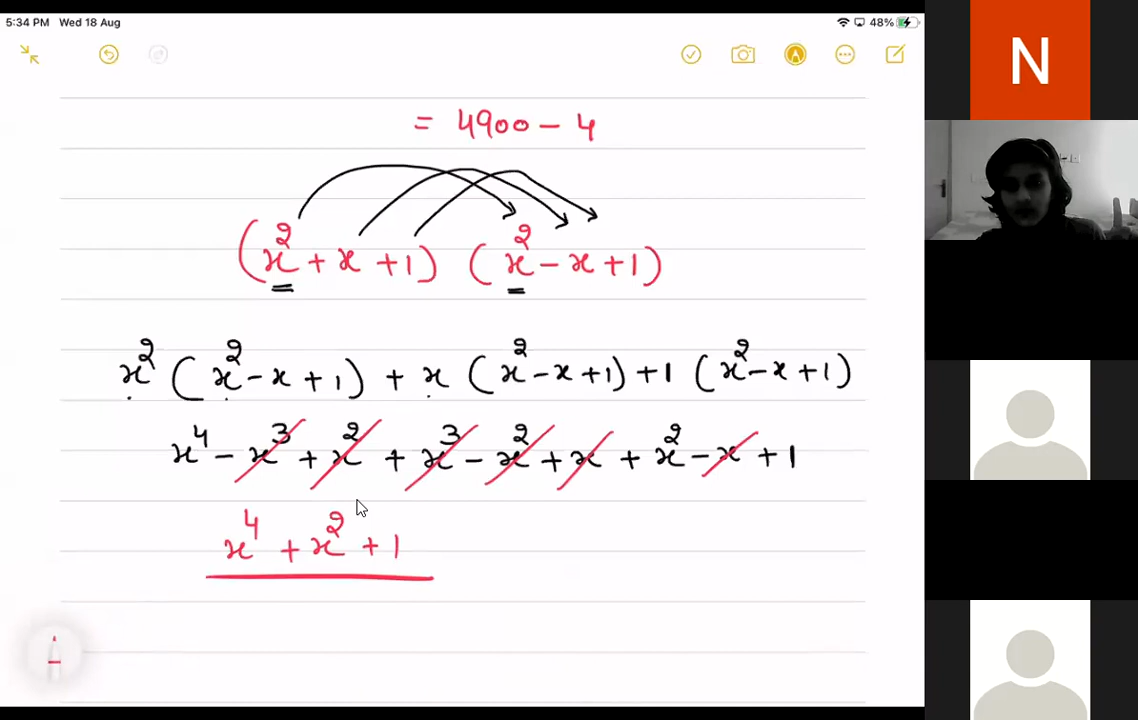 5:34 PM Wed 18 Aug 48%
N
= 4900 - 4
(x² + x + 1) (x² - x + 1)
x² (x² - x + 1) + x (x² - x + 1) + 1 (x² - x + 1)
x⁴ - x³ + x² + x³ - x² + x + x² - x + 1
x⁴ + x² + 1